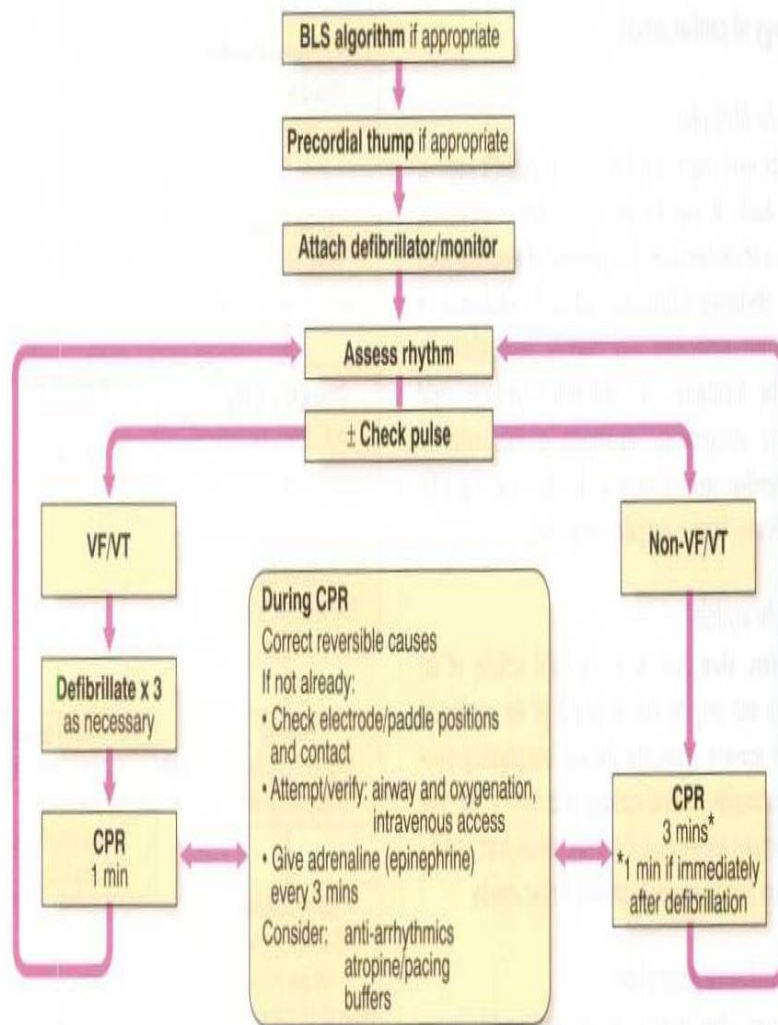 BLS algorithm if appropriate
Precordial thump if appropriate
Attach defibrillator/monitor
Assess rhythm
± Check pulse
VF/VT
Defibrillate x 3
as necessary
CPR
1 min
During CPR
Correct reversible causes
If not already:
• Check electrode/paddle positions
and contact
• Attempt/verify: airway and oxygenation,
intravenous access
• Give adrenaline (epinephrine)
every 3 mins
Consider: anti-arrhythmics
atropine/pacing
buffers
Non-VF/VT
CPR
3 mins*
*1 min if immediately
after defibrillation